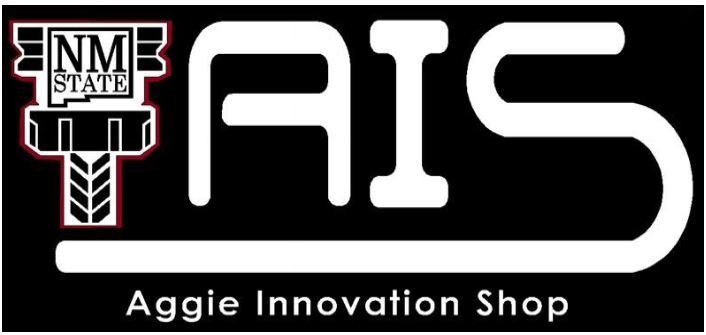 NM
STATE
AIS
Aggie Innovation Shop